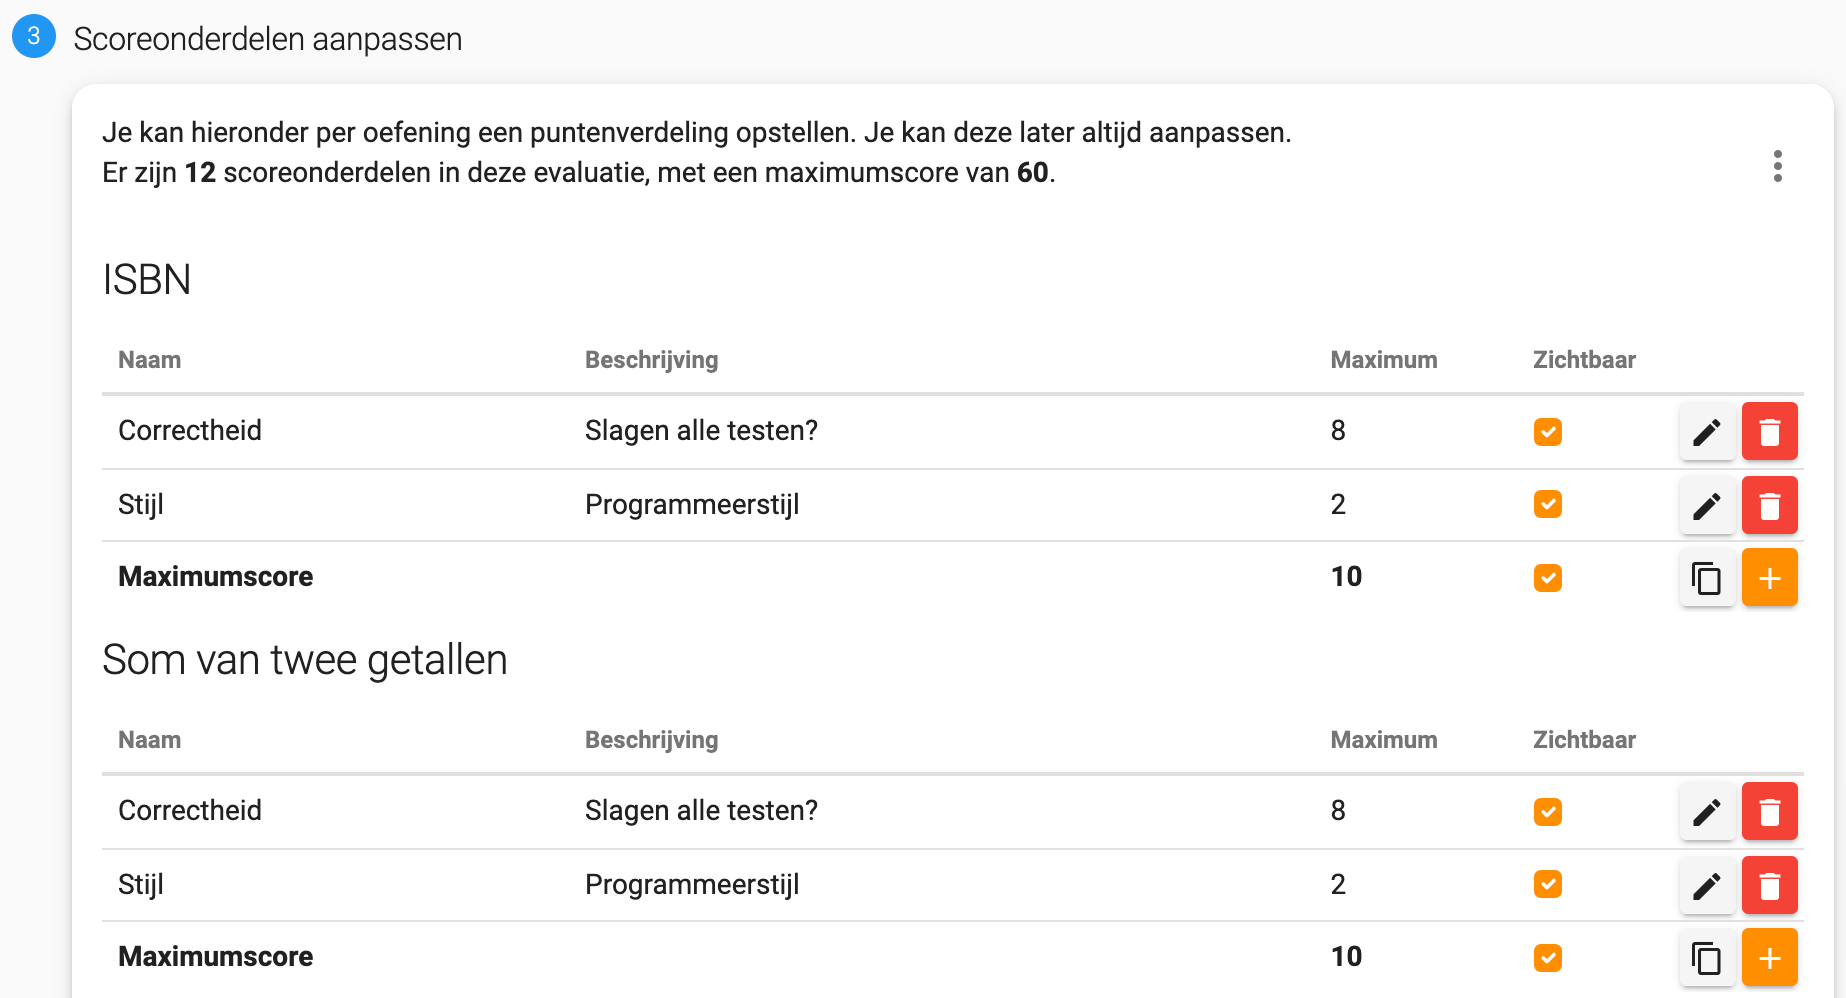 3 Scoreonderdelen aanpassen
Je kan hieronder per oefening een puntenverdeling opstellen. Je kan deze later altijd aanpassen.
Er zijn 12 scoreonderdelen in deze evaluatie, met een maximumscore van 60.
ISBN
Naam Beschrijving Maximum Zichtbaar
Correctheid Slagen alle testen? 8
Stijl Programmeerstijl 2
Maximumscore 10
Som van twee getallen
Naam Beschrijving Maximum Zichtbaar
Correctheid Slagen alle testen? 8
Stijl Programmeerstijl 2
Maximumscore 10